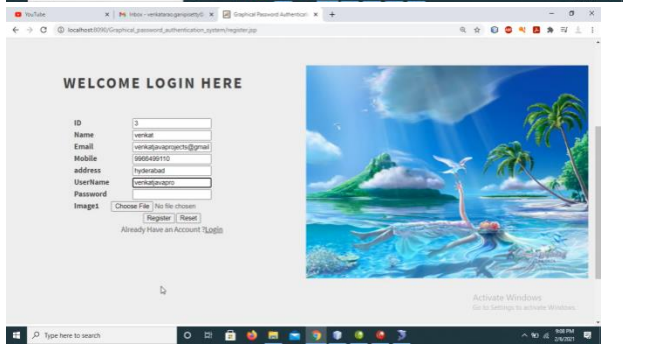 YouTube
Inbox - venkatarao.ganipisetty@
Graphical Password Authenticati
localhost:8090/Graphical_password_authentication_system/register.jsp
WELCOME LOGIN HERE
ID 3
Name venkat
Email venkatjavaprojects@gmail
Mobile 9966499110
address hyderabad
UserName venkatjavapro
Password
Image1 Choose File No file chosen
Register Reset
Already Have an Account ?Login
Activate Windows
Go to Settings to activate Windows.
Type here to search
9:05 PM
2/6/2021